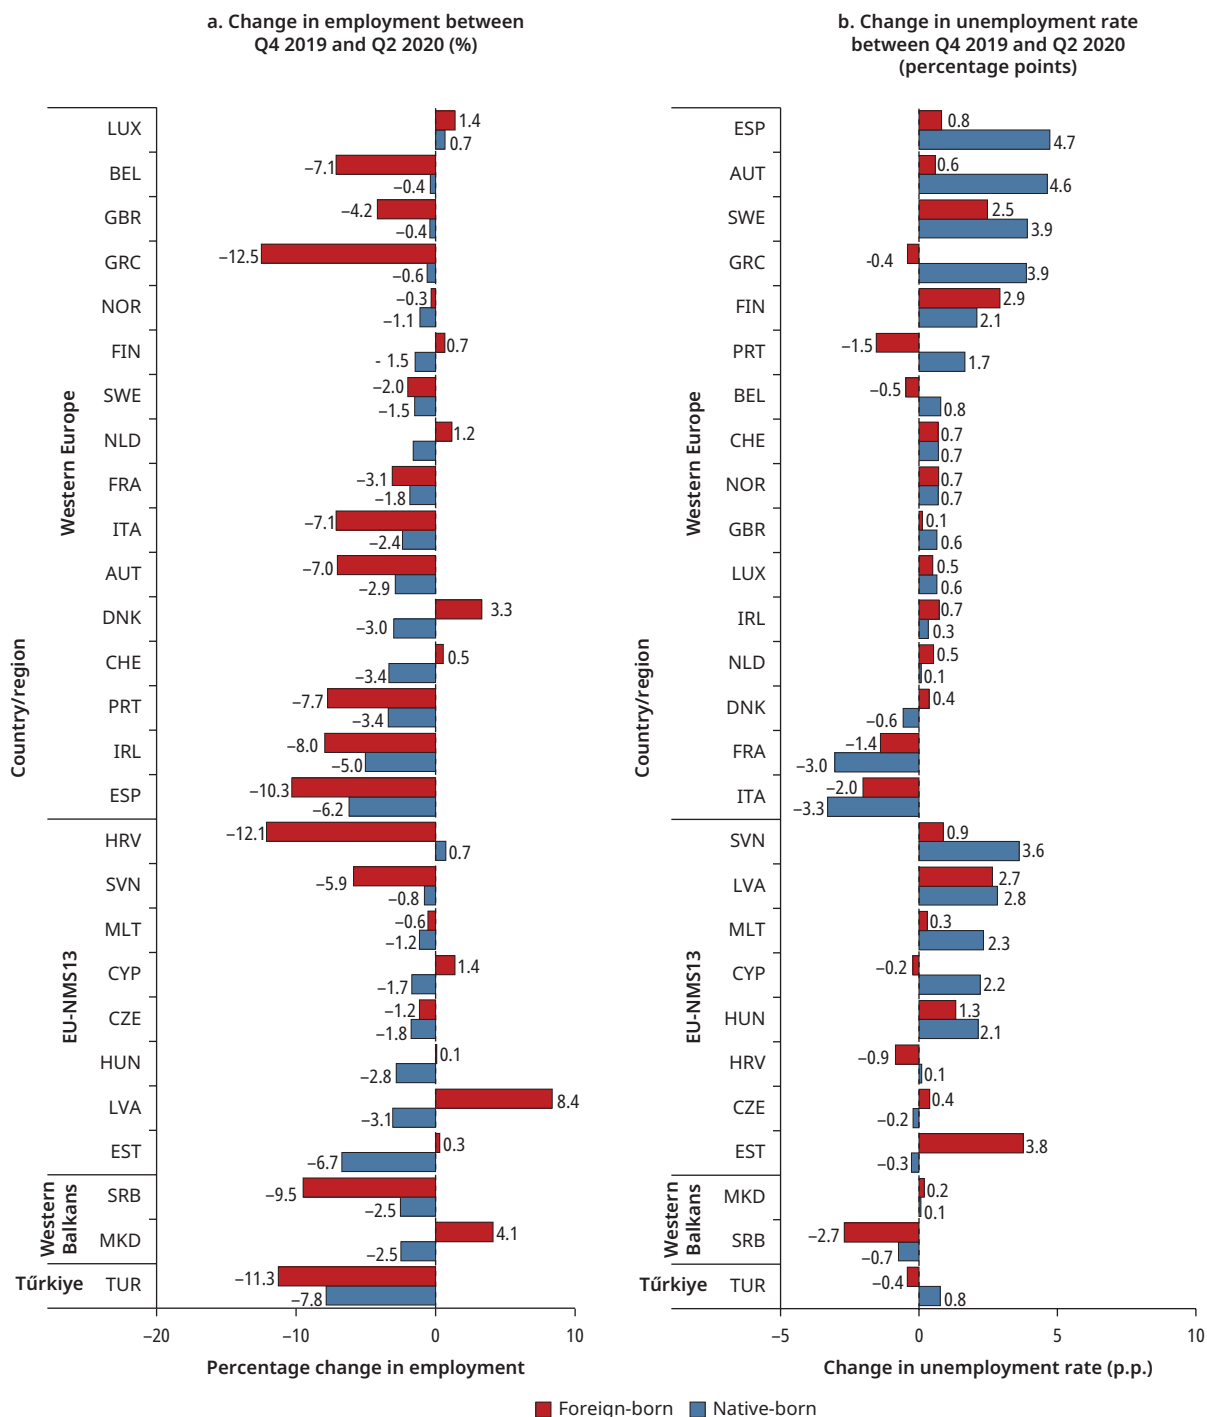 a. Change in employment between
Q4 2019 and Q2 2020 (%)
Country/region
Western Europe
LUX 1.4 0.7
BEL –7.1 –0.4
GBR –4.2 –0.4
GRC –12.5 –0.6
NOR –0.3 –1.1
FIN 0.7 - 1.5
SWE –2.0 –1.5
NLD 1.2
FRA –3.1 –1.8
ITA –7.1 –2.4
AUT –7.0 –2.9
DNK 3.3 –3.0
CHE 0.5 –3.4
PRT –7.7 –3.4
IRL –8.0 –5.0
ESP –10.3 –6.2
EU-NMS13
HRV –12.1 0.7
SVN –5.9 –0.8
MLT –0.6 –1.2
CYP 1.4 –1.7
CZE –1.2 –1.8
HUN 0.1 –2.8
LVA 8.4 –3.1
EST 0.3 –6.7
Western
Balkans
SRB –9.5 –2.5
MKD 4.1 –2.5
Tűrkiye TUR –11.3 –7.8
–20 –10 0 10
Percentage change in employment
b. Change in unemployment rate
between Q4 2019 and Q2 2020
(percentage points)
Country/region
Western Europe
ESP 0.8 4.7
AUT 0.6 4.6
SWE 2.5 3.9
GRC -0.4 3.9
FIN 2.9 2.1
PRT –1.5 1.7
BEL –0.5 0.8
CHE 0.7 0.7
NOR 0.7 0.7
GBR 0.1 0.6
LUX 0.5 0.6
IRL 0.7 0.3
NLD 0.5 0.1
DNK 0.4 –0.6
FRA –1.4 –3.0
ITA –2.0 –3.3
EU-NMS13
SVN 0.9 3.6
LVA 2.7 2.8
MLT 0.3 2.3
CYP –0.2 2.2
HUN 1.3 2.1
HRV –0.9 0.1
CZE 0.4 –0.2
EST 3.8 –0.3
Western
Balkans
MKD 0.2 0.1
SRB –2.7 –0.7
Tűrkiye TUR –0.4 0.8
–5 0 5 10
Change in unemployment rate (p.p.)
Foreign-born Native-born